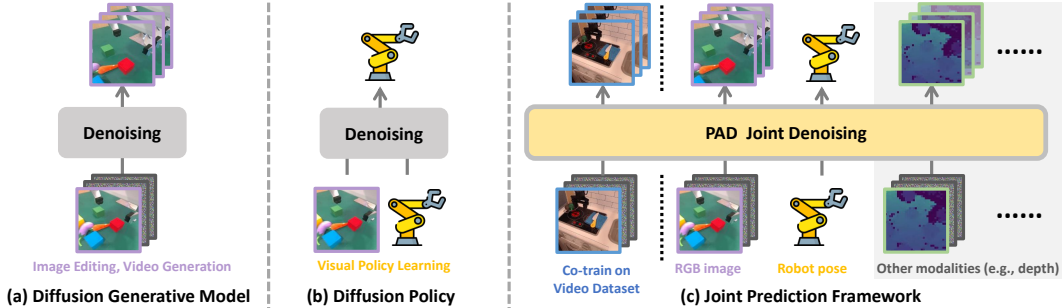 Denoising
Image Editing, Video Generation
(a) Diffusion Generative Model
Denoising
Visual Policy Learning
(b) Diffusion Policy
PAD Joint Denoising
Co-train on
Video Dataset
RGB image
Robot pose
Other modalities (e.g., depth)
(c) Joint Prediction Framework